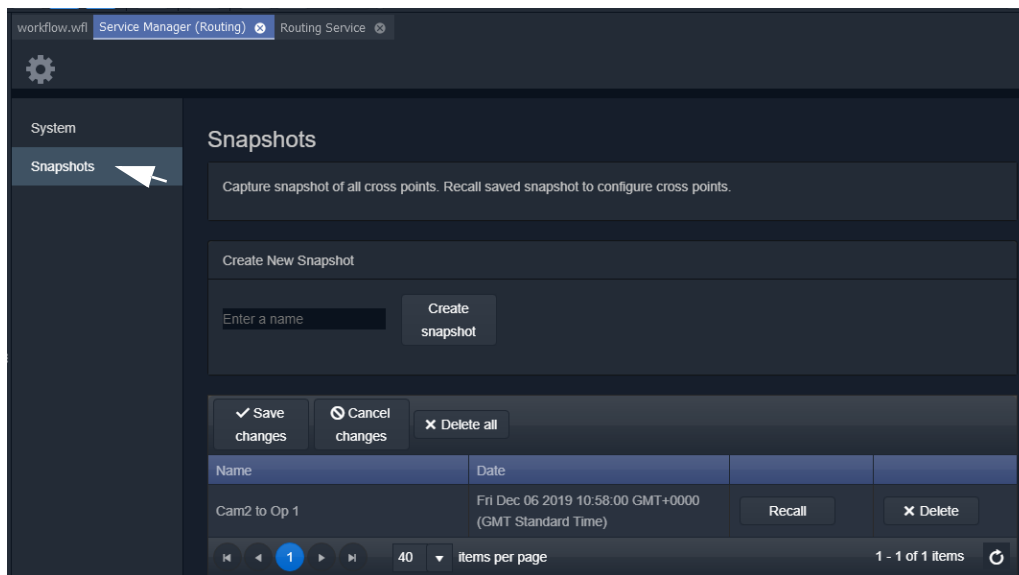 workflow.wfl Service Manager (Routing) Routing Service
System
Snapshots
Snapshots
Capture snapshot of all cross points. Recall saved snapshot to configure cross points.
Create New Snapshot
Enter a name
Create
snapshot
Save
changes
Cancel
changes
Delete all
Name Date
Cam2 to Op 1
Fri Dec 06 2019 10:58:00 GMT+0000
(GMT Standard Time)
Recall
Delete
1
40 items per page
1 - 1 of 1 items